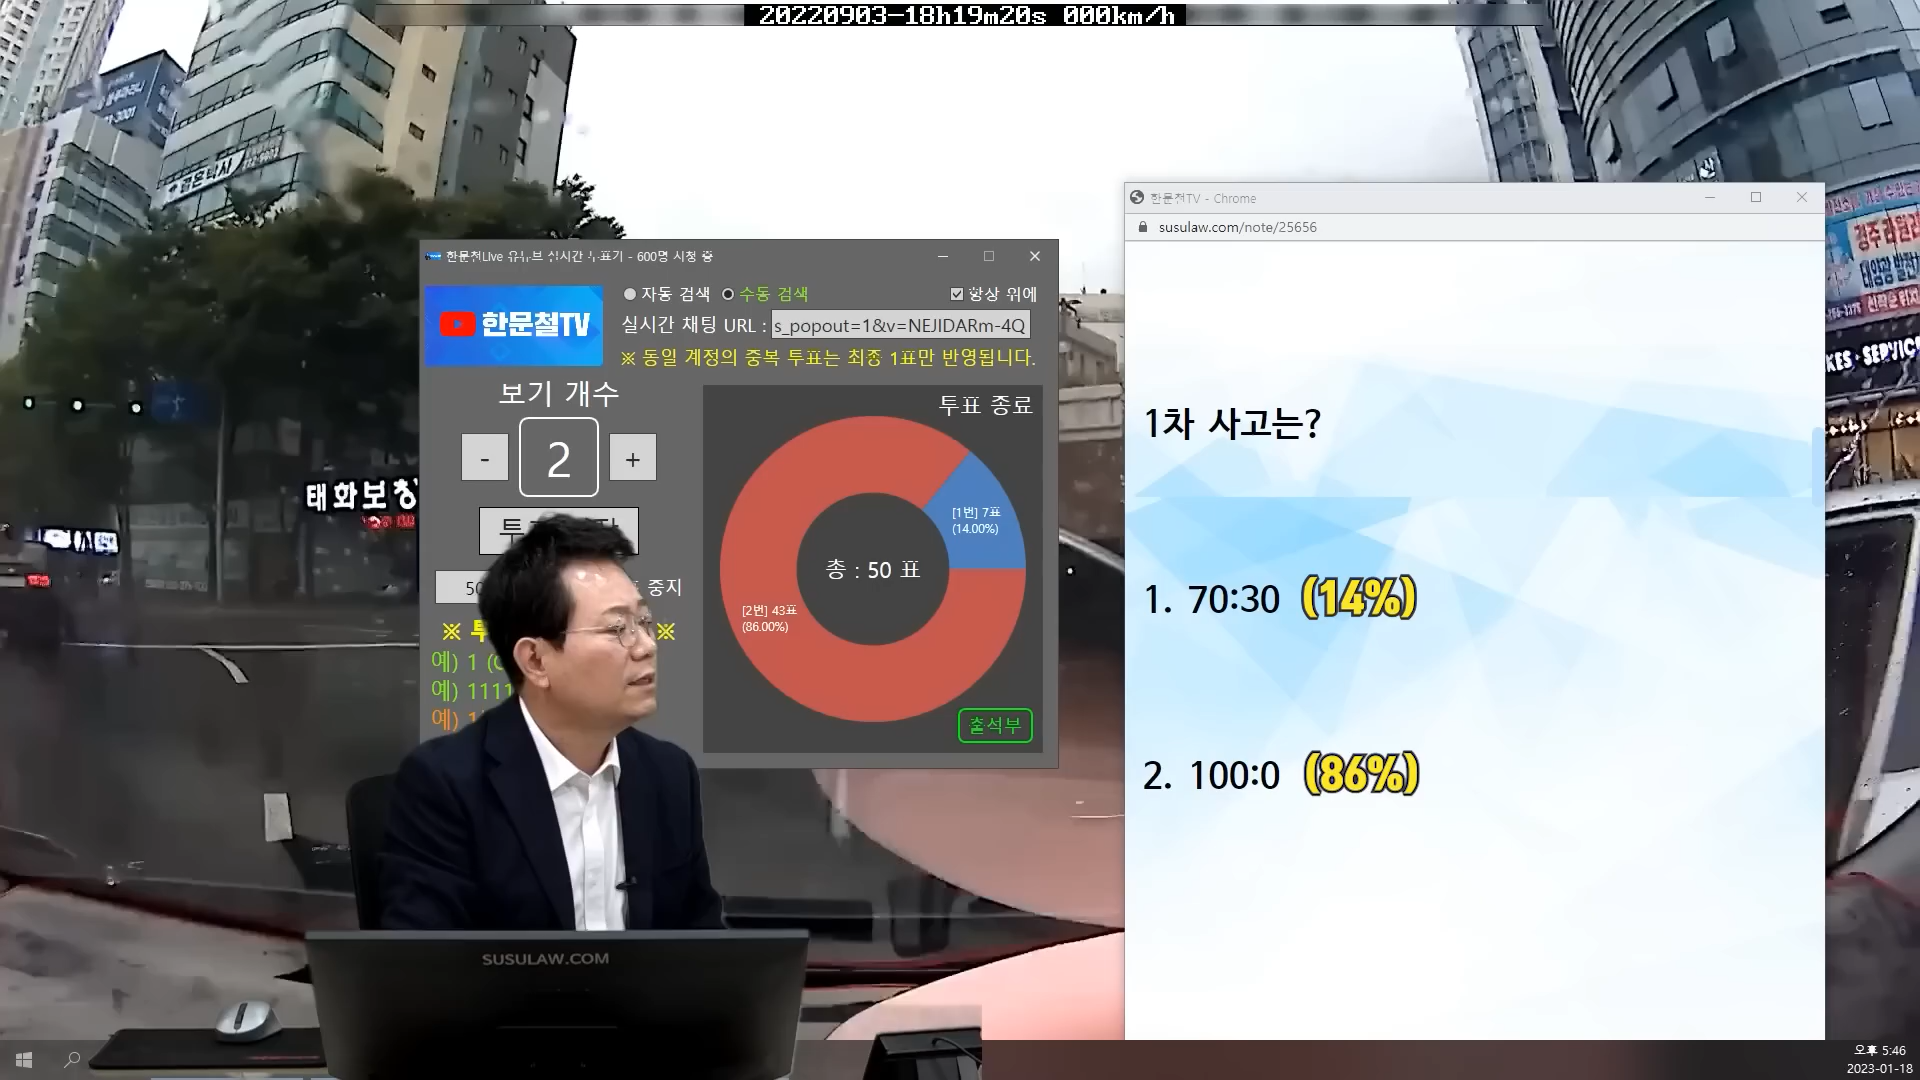 20220903-18h19m20s 000km/h
한문철Live 유튜브 실시간 투표기 - 600명 시청 중
한문철TV
자동 검색 수동 검색 항상 위에
실시간 채팅 URL : s_popout=1&v=NEJIDARm-4Q
※ 동일 계정의 중복 투표는 최종 1표만 반영됩니다.
보기 개수
- 2 +
중지
※ ※
예) 1
예) 1111
예)
투표 종료
[1번] 7표
(14.00%)
총 : 50 표
[2번] 43표
(86.00%)
출석부
한문철TV - Chrome
susulaw.com/note/25656
1차 사고는?
1. 70:30 (14%)
2. 100:0 (86%)
태화보
SUSULAW.COM
오후 5:46
2023-01-18